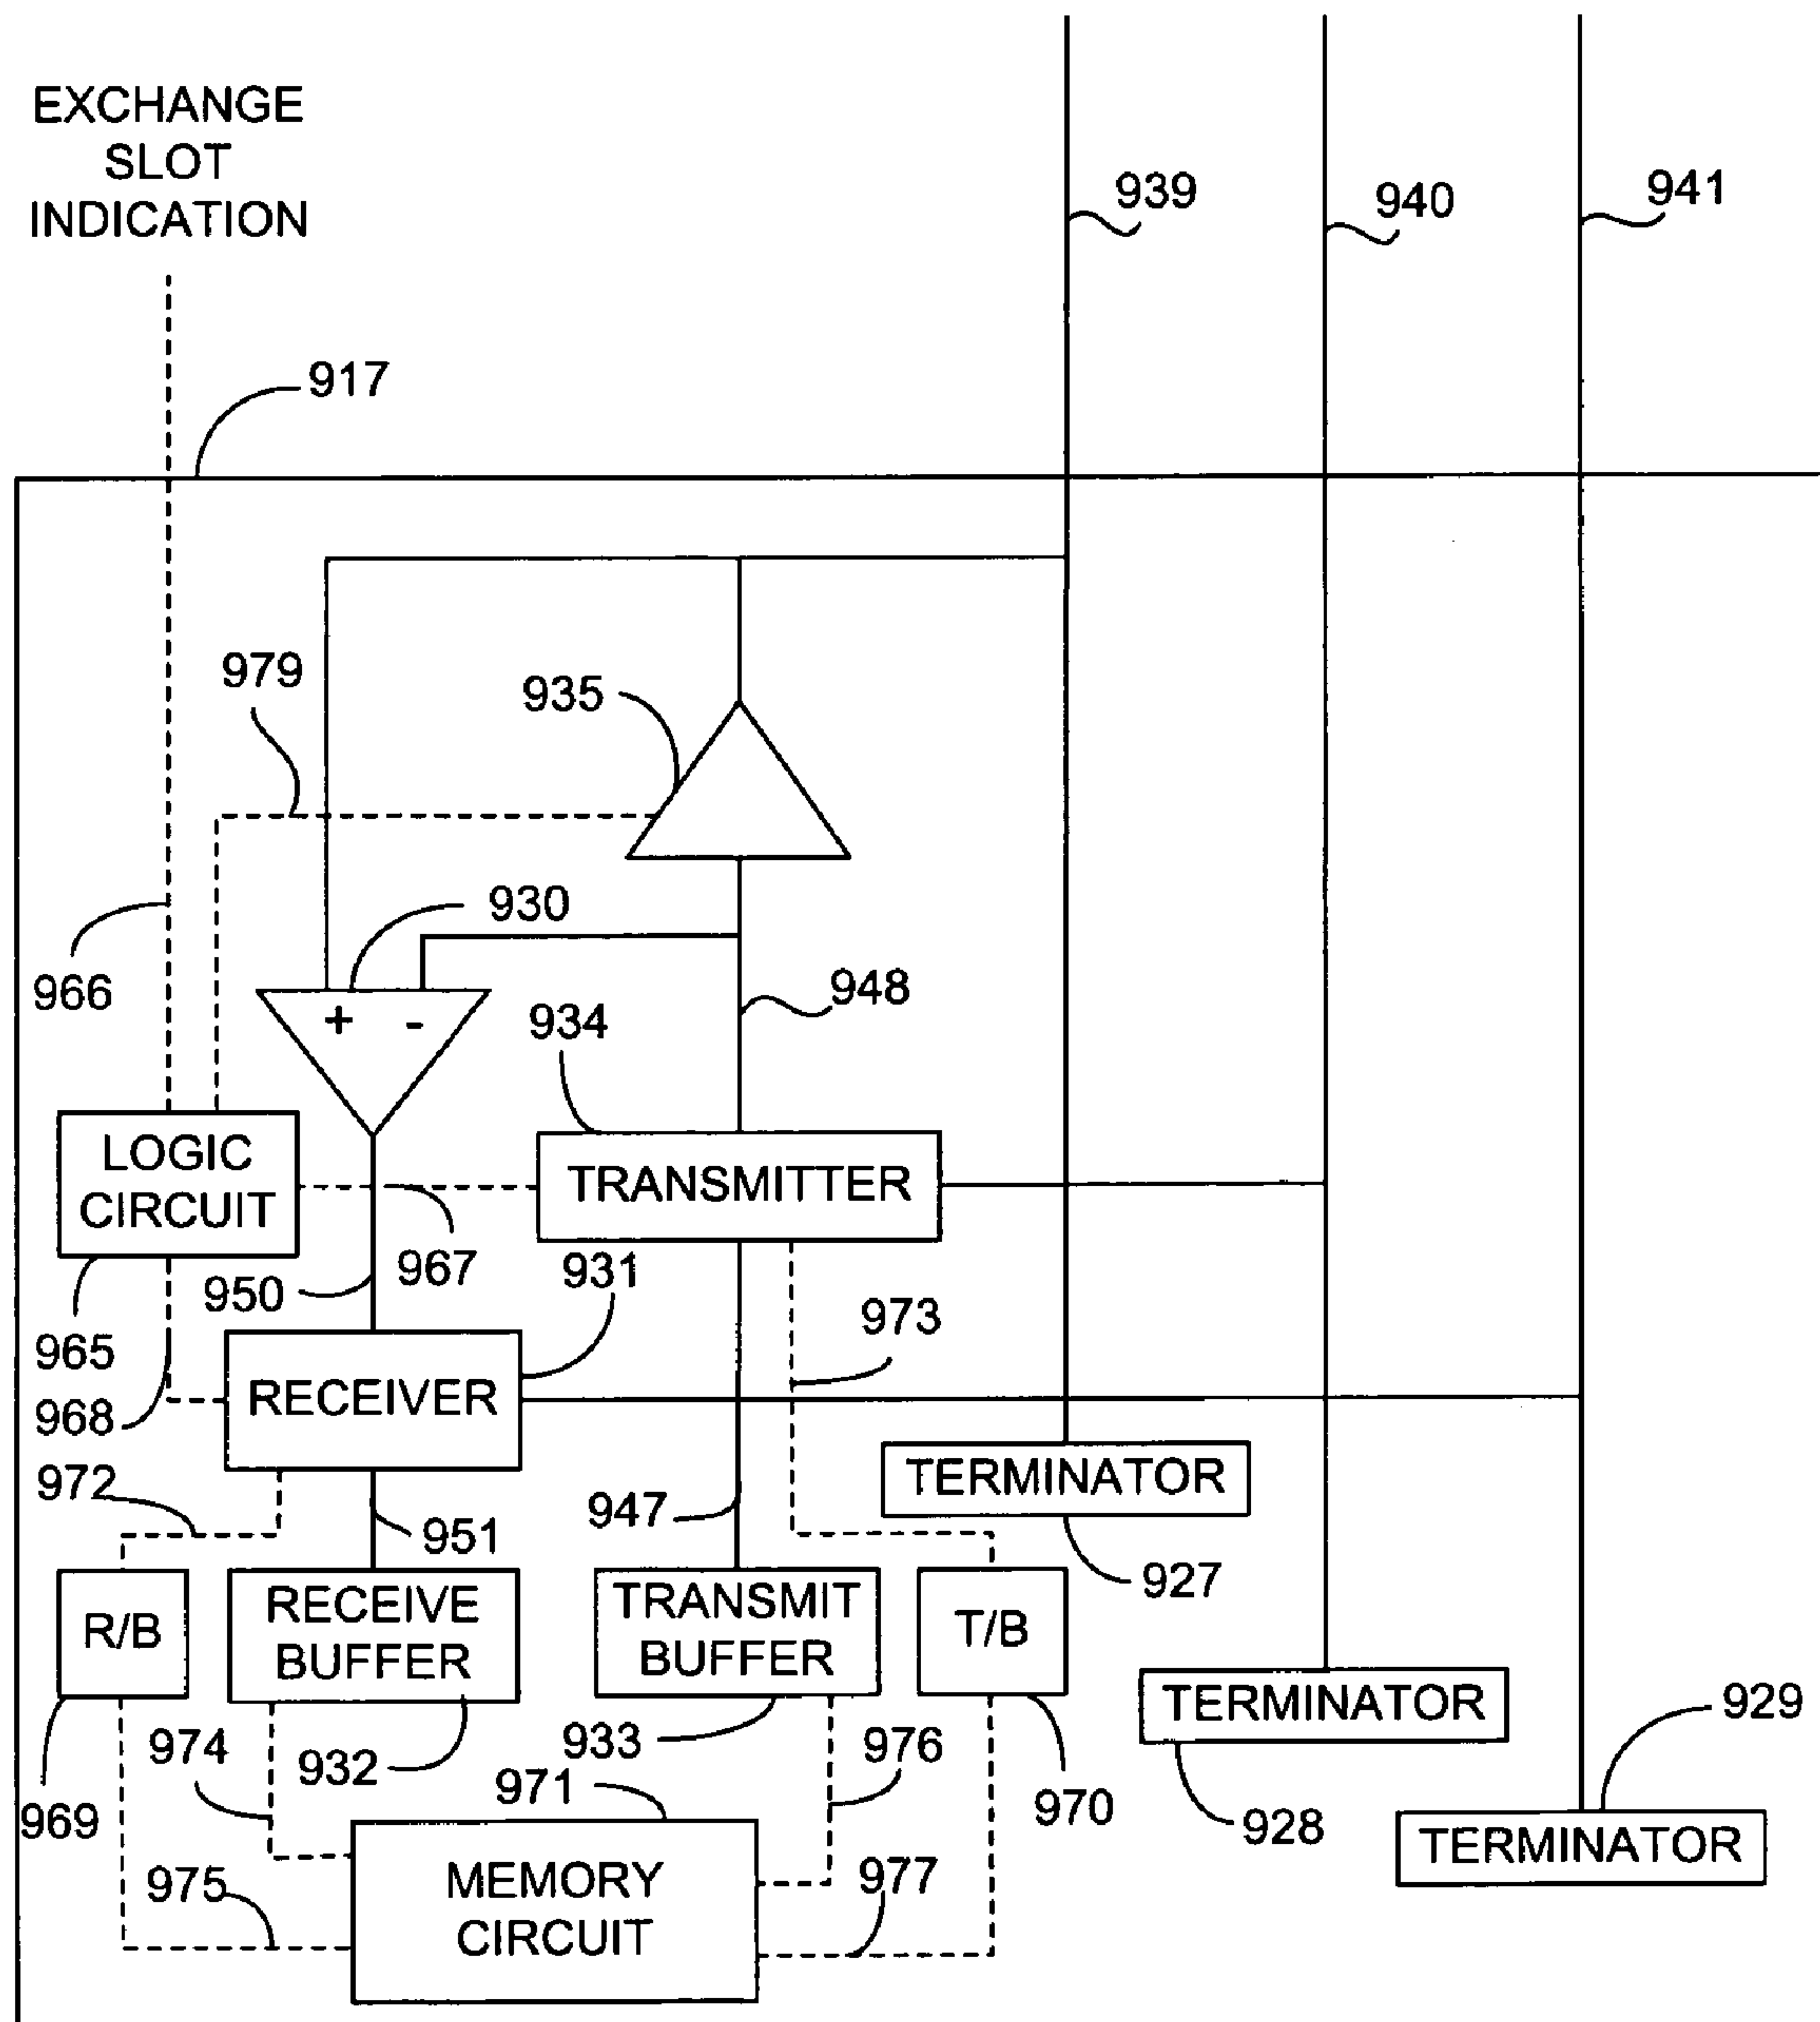 EXCHANGE
SLOT
INDICATION
939
940
941
917
979
935
930
966
948
934
+ -
LOGIC
CIRCUIT
TRANSMITTER
967
931
950
965
973
RECEIVER
968
972
TERMINATOR
947
951
927
R/B
RECEIVE
BUFFER
TRANSMIT
BUFFER
T/B
TERMINATOR
929
974
932
933
976
971
970
969
928
TERMINATOR
975
MEMORY
CIRCUIT
977